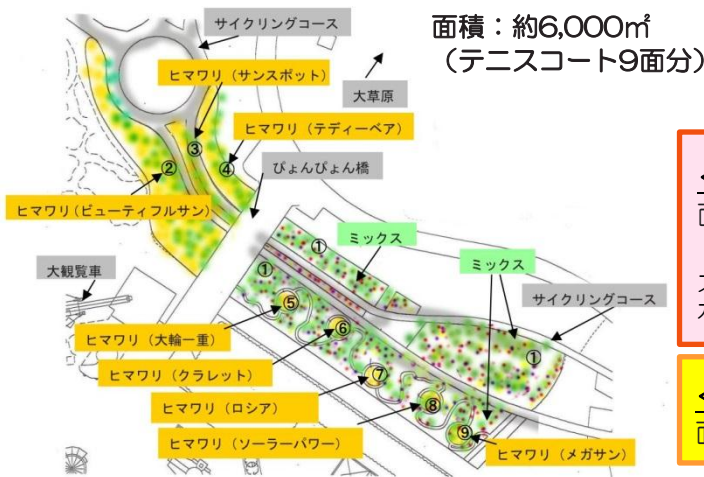 面積：約6,000㎡
（テニスコート9面分）
サイクリングコース
ヒマワリ（サンスポット）
大草原
ヒマワリ（テディーベア）
③
②
④
ぴょんぴょん橋
ヒマワリ（ビューティフルサン）
ミックス
①
ミックス
大観覧車
①
サイクリングコース
⑤
ヒマワリ（大輪一重）
⑥
①
ヒマワリ（クラレット）
⑦
ヒマワリ（ロシア）
⑧
ヒマワリ（ソーラーパワー）
⑨
ヒマワリ（メガサン）